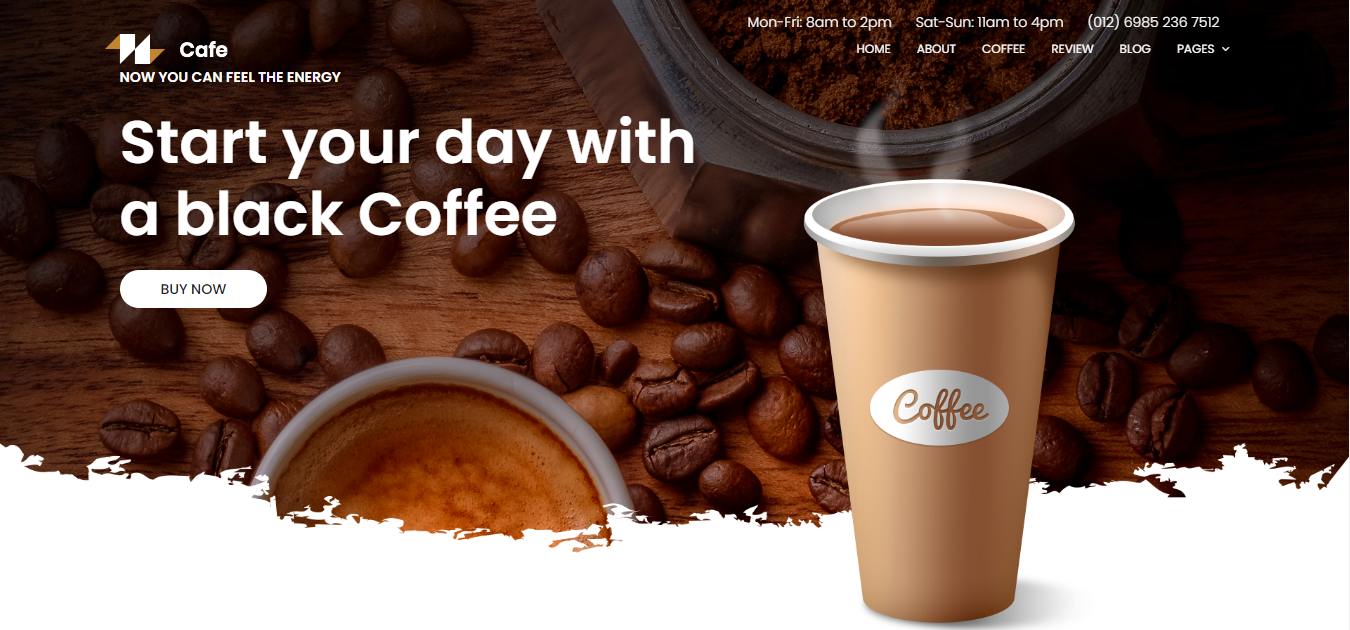 Mon-Fri: 8am to 2pm Sat-Sun: 11am to 4pm (012) 6985 236 7512
Cafe
HOME ABOUT COFFEE REVIEW BLOG PAGES
NOW YOU CAN FEEL THE ENERGY
Start your day with
a black Coffee
BUY NOW
Coffee